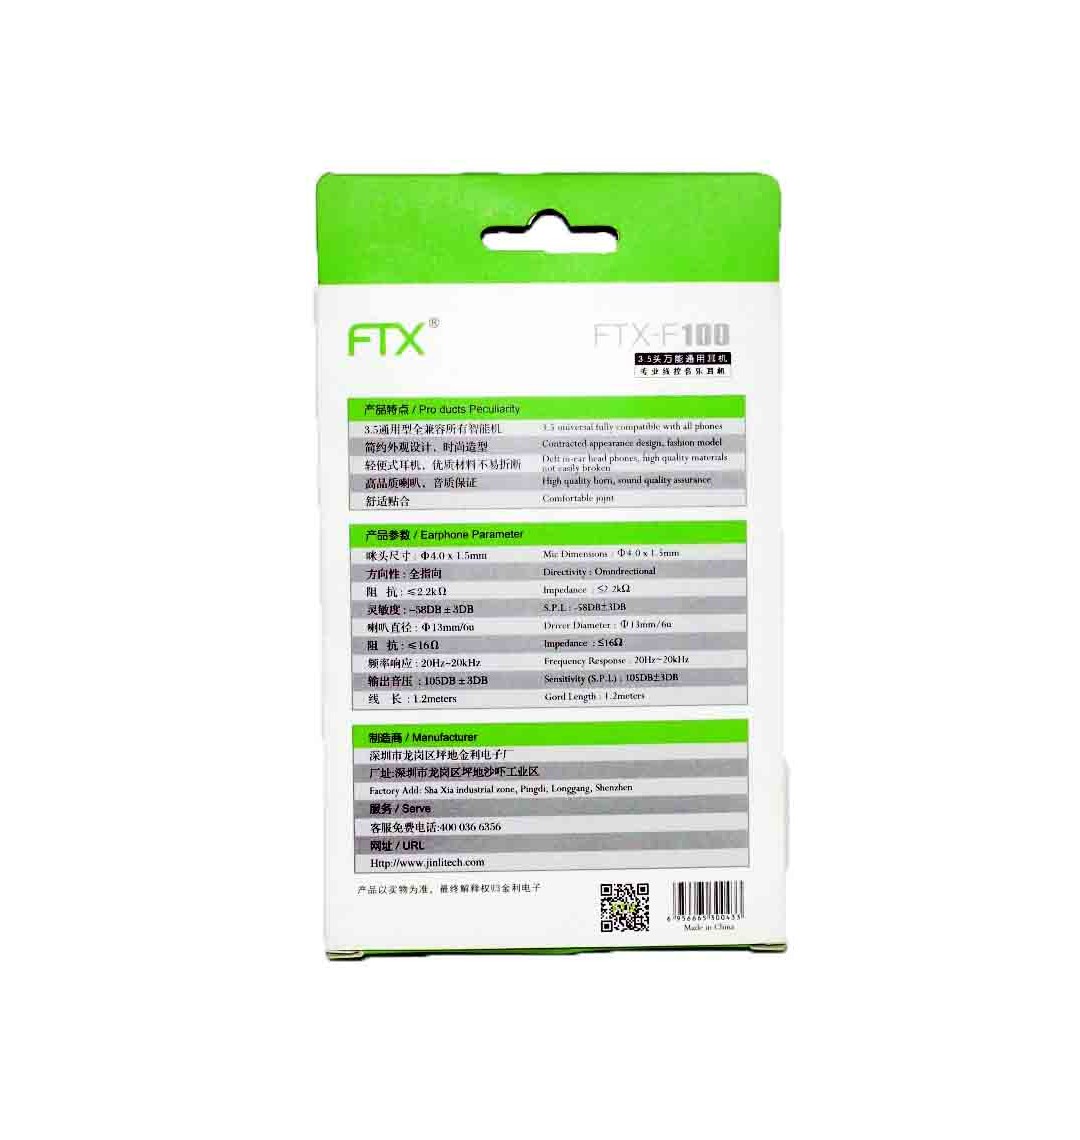 FTX®
FTX-F100
3.5头万能通用耳机
专业线控音乐耳机
产品特点 / Pro ducts Peculiarity
3.5通用型全兼容所有智能机 3.5 universal fully compatible with all phones
简约外观设计，时尚造型 Contracted appearance design, fashion model
轻便式耳机，优质材料不易折断 Deft in-ear head phones, high quality materials
not easily broken
高品质喇叭，音质保证 High quality horn, sound quality assurance
舒适贴合 Comfortable joint
产品参数 / Earphone Parameter
咪头尺寸 : Φ4.0 x 1.5mm Mic Dimensions : Φ4.0 x 1.5mm
方向性 : 全指向 Directivity : Omndrectional
阻 抗 : ≤2.2kΩ Impedance : ≤2.2kΩ
灵敏度 : -58DB±3DB S.P.L : -58DB±3DB
喇叭直径 : Φ13mm/6u Driver Diameter : Φ13mm/6u
阻 抗 : ≤16Ω Impedance : ≤16Ω
频率响应 : 20Hz~20kHz Frequency Response : 20Hz~20kHz
输出音压 : 105DB±3DB Sensitivity (S.P.L) : 105DB±3DB
线 长 : 1.2meters Gord Length : 1.2meters
制造商 / Manufacturer
深圳市龙岗区坪地金利电子厂
厂址:深圳市龙岗区坪地沙吓工业区
Factory Add: Sha Xia industrial zone, Pingdi, Longgang, Shenzhen
服务 / Serve
客服免费电话:400 036 6356
网址 / URL
Http://www.jinlitech.com
产品以实物为准，最终解释权归金利电子
FTX
6 956665 300433
Made in China